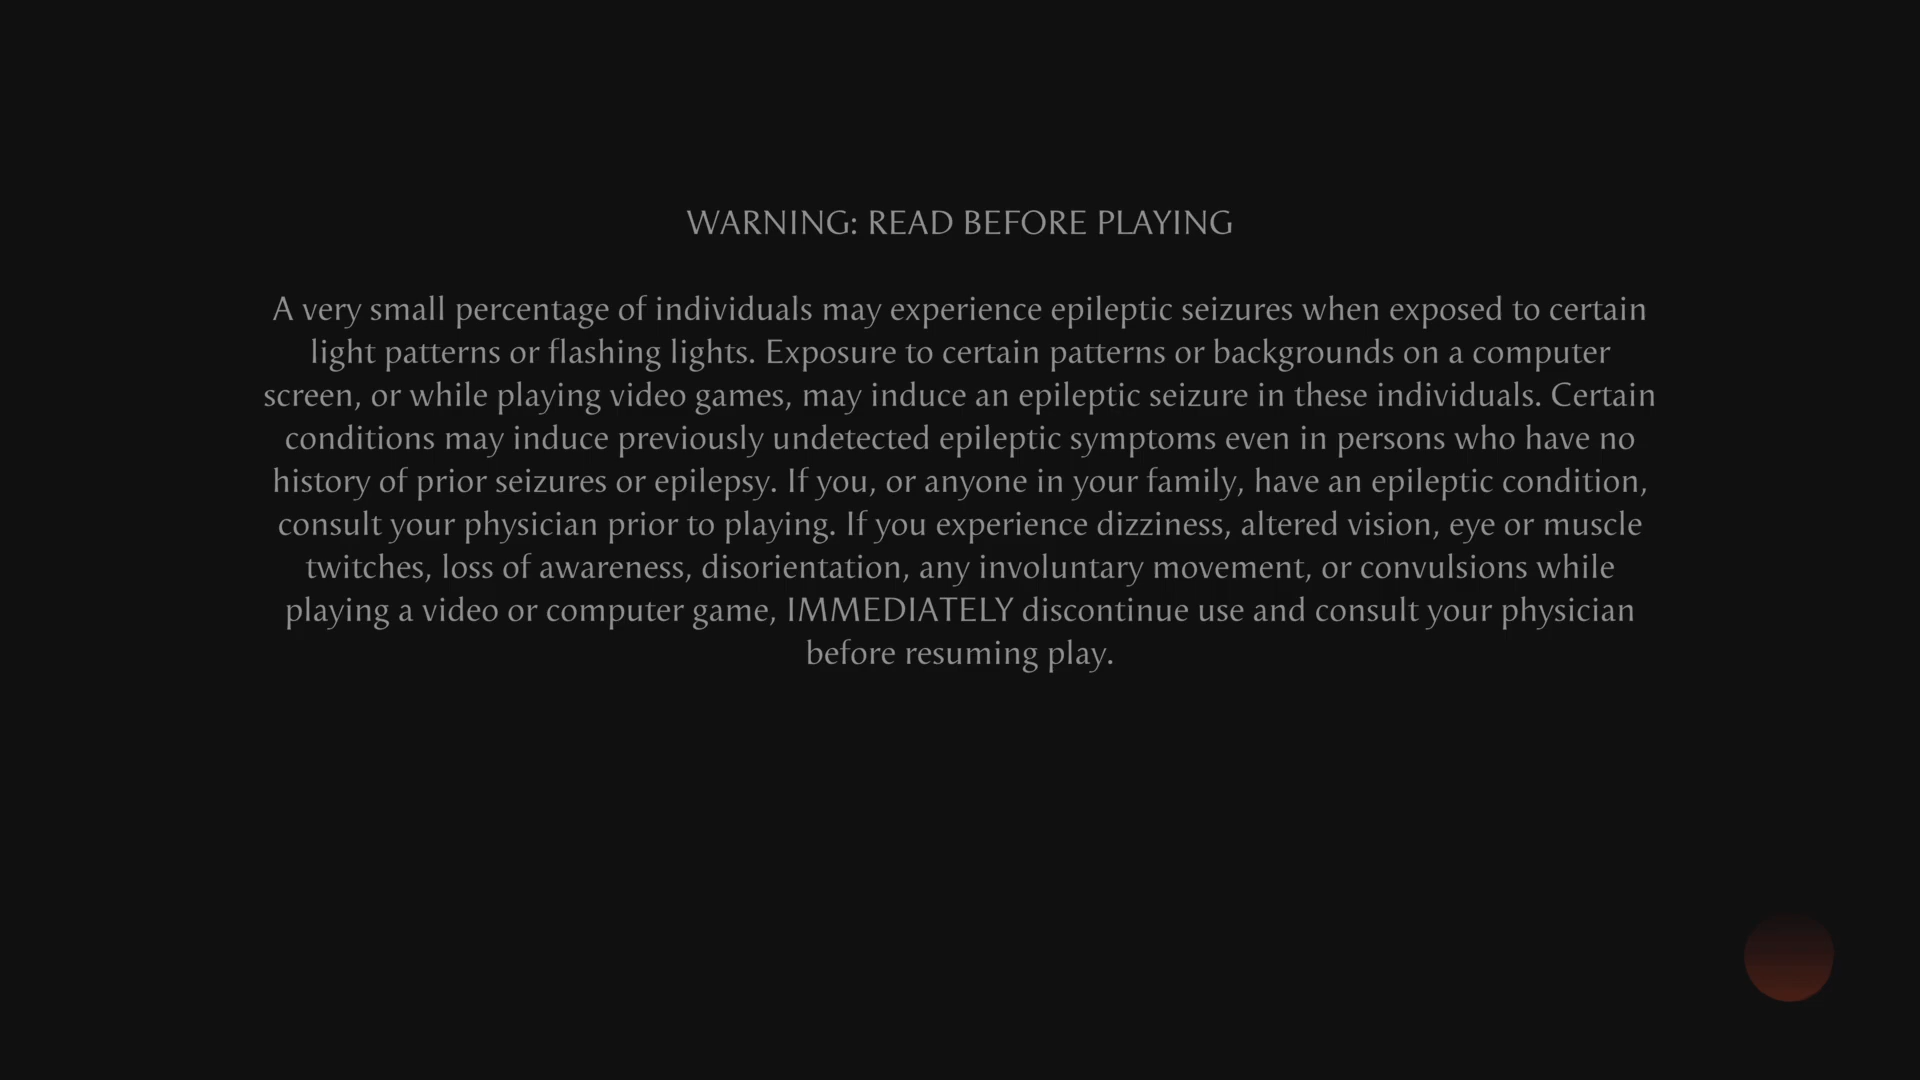 WARNING: READ BEFORE PLAYING
A very small percentage of individuals may experience epileptic seizures when exposed to certain
light patterns or flashing lights. Exposure to certain patterns or backgrounds on a computer
screen, or while playing video games, may induce an epileptic seizure in these individuals. Certain
conditions may induce previously undetected epileptic symptoms even in persons who have no
history of prior seizures or epilepsy. If you, or anyone in your family, have an epileptic condition,
consult your physician prior to playing. If you experience dizziness, altered vision, eye or muscle
twitches, loss of awareness, disorientation, any involuntary movement, or convulsions while
playing a video or computer game, IMMEDIATELY discontinue use and consult your physician
before resuming play.